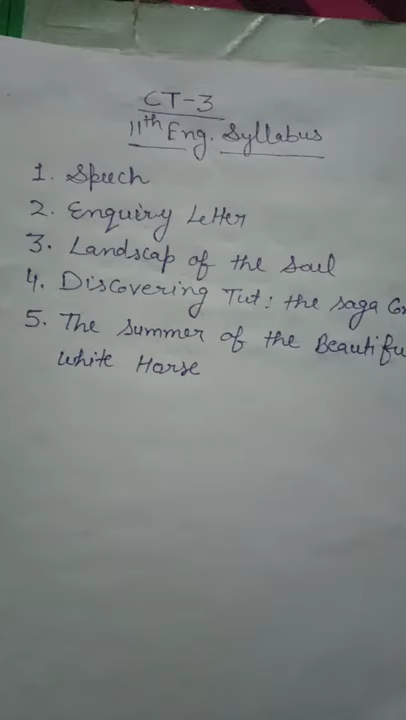 CT-3
11th Eng. Syllabus
1. Speech
2. Enquiry Letter
3. Landscap of the Soul
4. Discovering Tut: the saga
5. The Summer of the
white Horse